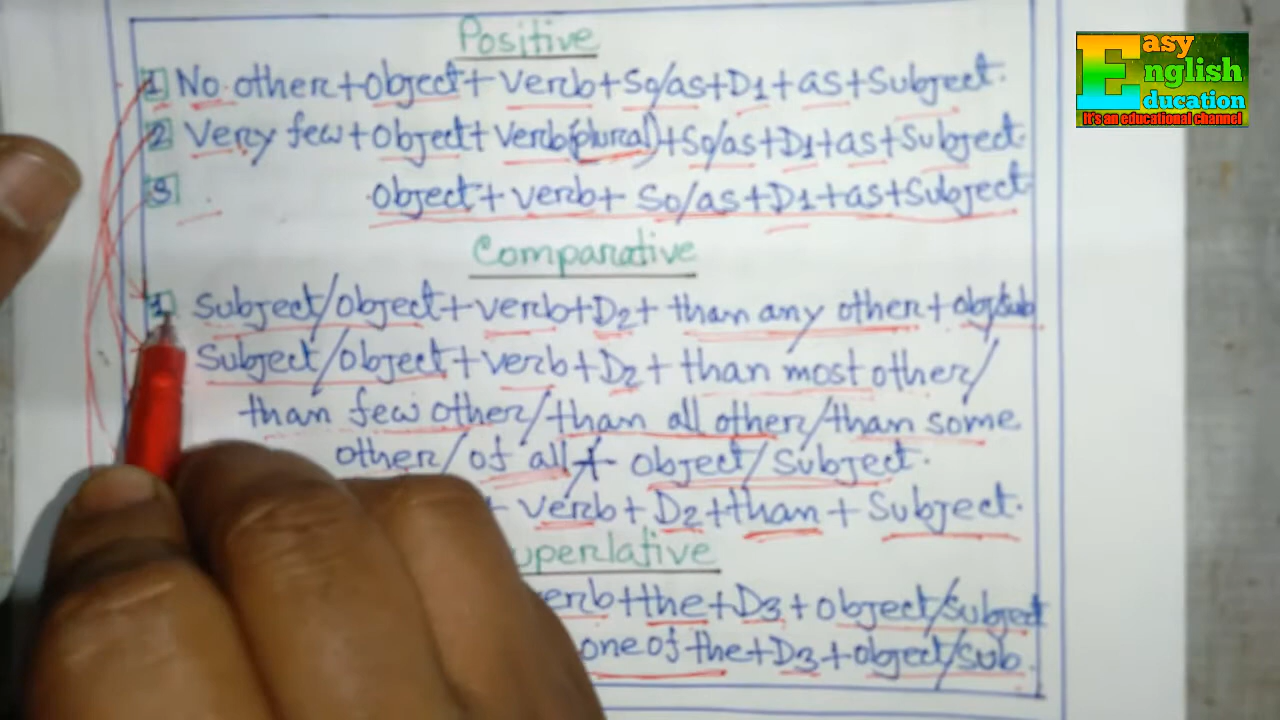 Positive
1 No other+Object+Verb+So/as+D1+as+Subject.
2 Very few+Object+Verb(plural)+So/as+D1+as+Subject.
3 Object+verb+ So/as+D1+as+Subject
Comparative
1 Subject/Object+verb+D2+than any other+obj/sub
Subject/Object+verb+D2+than most other/
than few other/than all other/than some
other/of all+ Object/Subject.
+ verb+D2+than+Subject.
uperlative
erb+the+D3+Object/Subject
one of the+D3+object/Sub.
Easy
English
Education
It's an educational channel